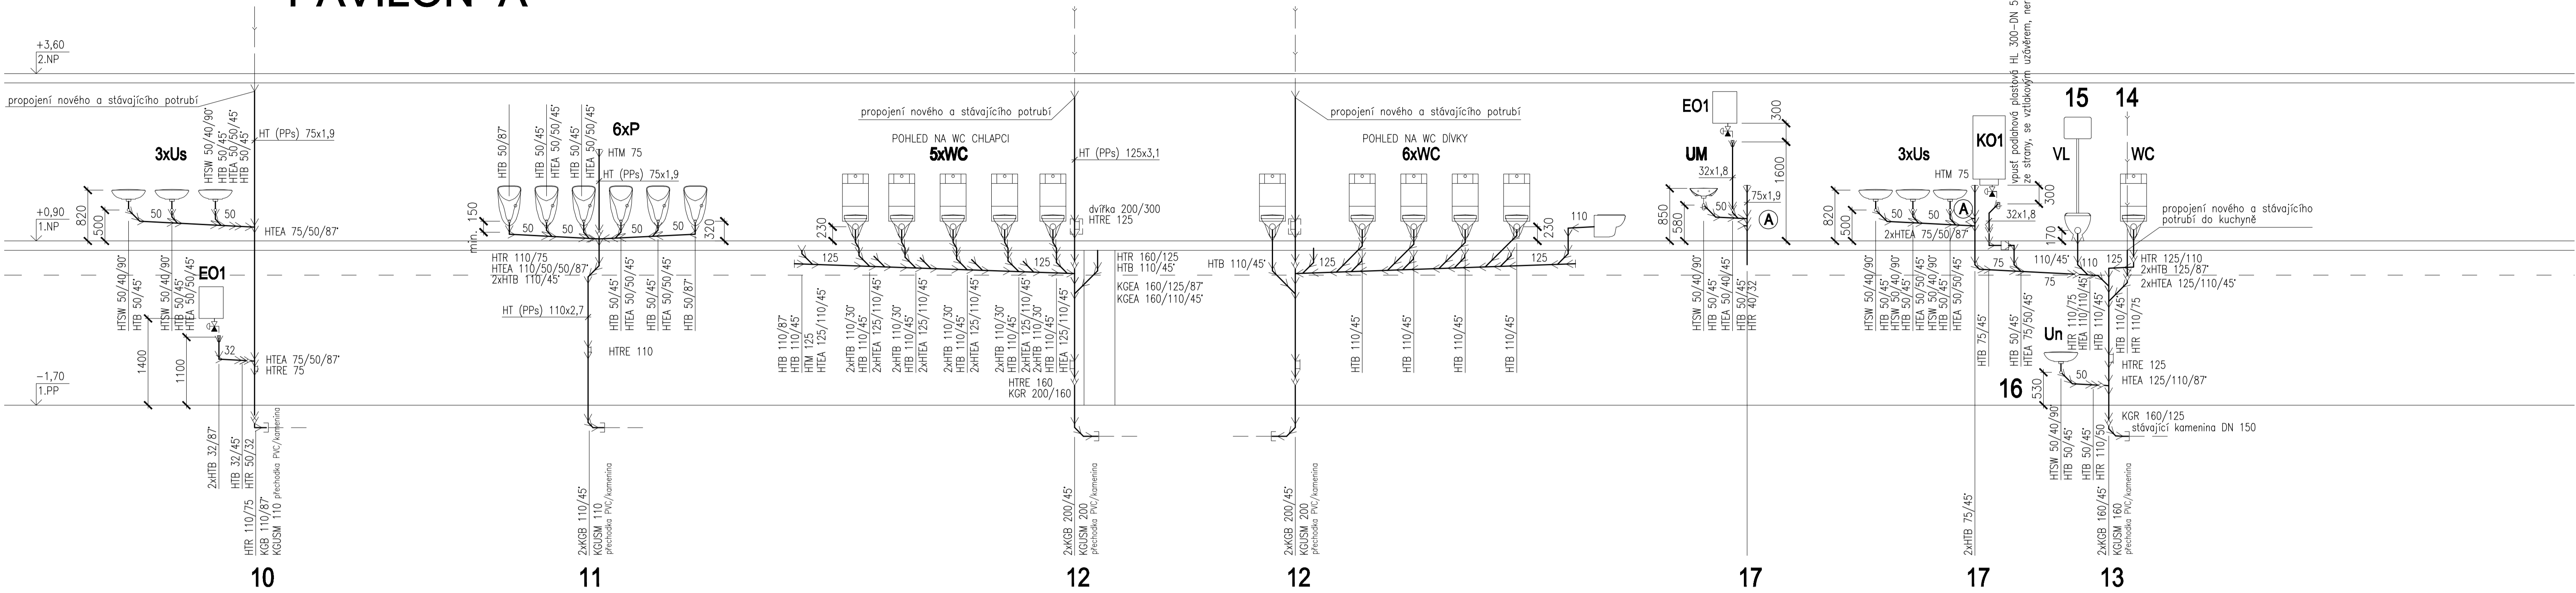 PAVILON A
+3,60
2.NP
+0,90
1.NP
-1,70
1.PP
propojení nového a stávajícího potrubí
3xUs
HTSW 50/40/90°
HTB 50/45°
HTEA 50/50/45°
HTB 50/45°
HT (PPs) 75x1,9
820
500
50
50
HTEA 75/50/87°
HTSW 50/40/90°
HTB 50/45°
HTSW 50/40/90°
HTB 50/45°
HTEA 50/50/45°
EO1
1400
1100
32
HTEA 75/50/87°
HTRE 75
2xHTB 32/87°
HTB 32/45°
HTR 50/32
HTR 110/75
KGB 110/87°
KGUSM 110 přechodka PVC/kamenina
10
HTB 50/87°
HTB 50/45°
HTEA 50/50/45°
HTB 50/45°
HTEA 50/50/45°
6xP
HTM 75
HT (PPs) 75x1,9
min. 150
50
50
50
50
320
HTR 110/75
HTEA 110/50/50/87°
2xHTB 110/45°
HT (PPs) 110x2,7
HTB 50/45°
HTEA 50/50/45°
HTB 50/45°
HTEA 50/50/45°
HTB 50/87°
HTRE 110
2xKGB 110/45°
KGUSM 110
přechodka PVC/kamenina
11
propojení nového a stávajícího potrubí
POHLED NA WC CHLAPCI
5xWC
HT (PPs) 125x3,1
230
dvířka 200/300
HTRE 125
125
125
HTR 160/125
HTB 110/45°
KGEA 160/125/87°
KGEA 160/110/45°
HTB 110/87°
HTB 110/45°
HTM 125
HTEA 125/110/45°
2xHTB 110/30°
2xHTEA 125/110/45°
2xHTB 110/30°
2xHTEA 125/110/45°
2xHTB 110/30°
HTB 110/45°
2xHTEA 125/110/45°
2xHTB 110/30°
HTB 110/45°
HTEA 125/110/45°
HTRE 160
KGR 200/160
2xKGB 200/45°
KGUSM 200
přechodka PVC/kamenina
12
propojení nového a stávajícího potrubí
POHLED NA WC DÍVKY
6xWC
230
110
HTB 110/45°
125
125
HTB 110/45°
HTB 110/45°
HTB 110/45°
HTB 110/45°
2xKGB 200/45°
KGUSM 200
přechodka PVC/kamenina
12
EO1
300
UM
1600
32x1,8
75x1,9
850
580
50
A
HTSW 50/40/90°
HTB 50/45°
HTEA 50/40/45°
HTB 50/45°
HTR 40/32
17
3xUs
HTM 75
KO1
vpusť podlahová plastová HL 300-DN 5
ze strany, se vztlakovým uzávěrem, ner
300
820
500
50
50
A
32x1,8
2xHTEA 75/50/87°
HTSW 50/40/90°
HTB 50/45°
HTEA 50/50/45°
HTSW 50/40/90°
HTB 50/45°
HTEA 50/50/45°
75
110/45°
75
HTB 75/45°
HTB 50/45°
HTEA 75/50/45°
2xHTB 75/45°
17
15
14
VL
WC
170
110
125
propojení nového a stávajícího
potrubí do kuchyně
HTR 125/110
2xHTB 125/87°
2xHTEA 125/110/45°
HTR 110/75
HTEA 110/110/45°
HTB 110/45°
HTB 110/45°
HTR 110/75
Un
HTRE 125
HTEA 125/110/87°
16
530
50
HTSW 50/40/90°
HTB 50/45°
HTB 50/45°
HTR 110/50
KGR 160/125
stávající kamenina DN 150
2xKGB 160/45°
KGUSM 160
přechodka PVC/kamenina
13